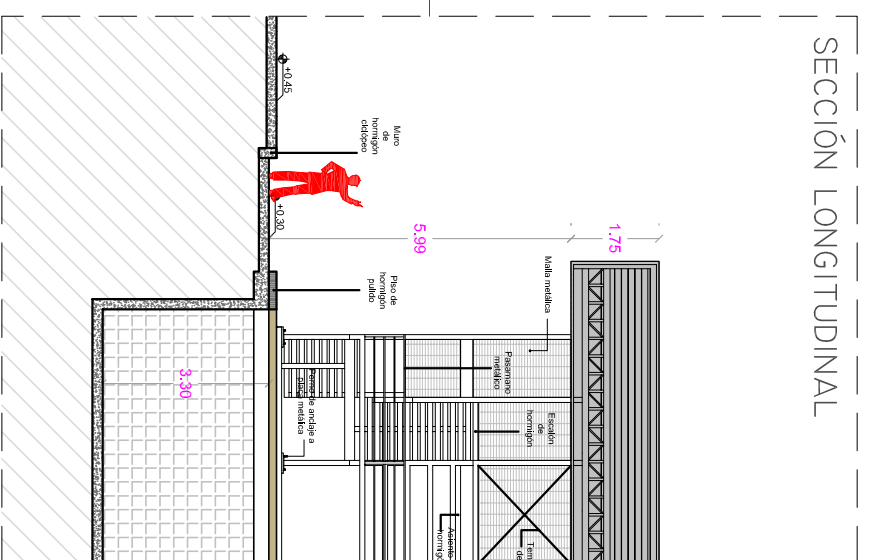 SECCIÓN LONGITUDINAL
+0.45
Muro
de
hormigón
ciclópeo
+0.30
5.99
1.75
Piso de
hormigón
pulido
Malla metálica
Pasamano
metálico
3.30
Perno de anclaje a
placa metálica
Escalón
de
hormigón